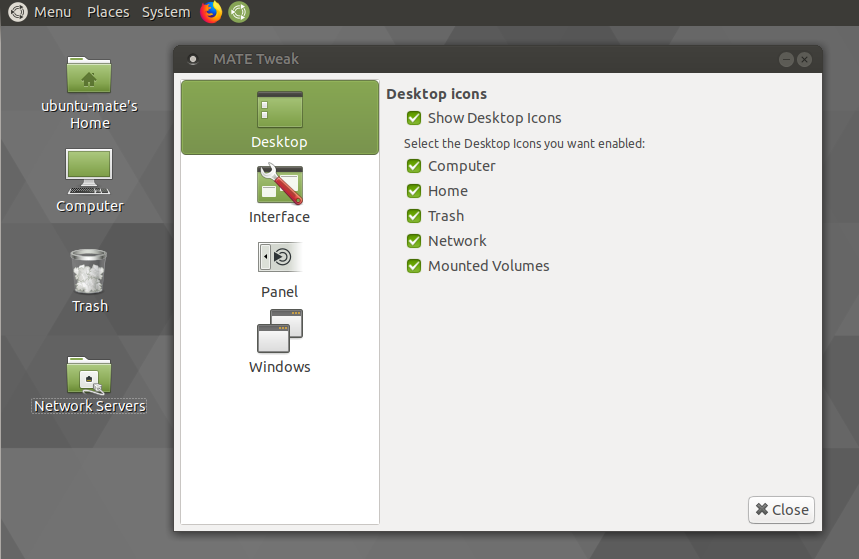 Menu Places System
MATE Tweak
ubuntu-mate's
Home
Computer
Trash
Network Servers
Desktop
Interface
Panel
Windows
Desktop icons
Show Desktop Icons
Select the Desktop Icons you want enabled:
Computer
Home
Trash
Network
Mounted Volumes
Close